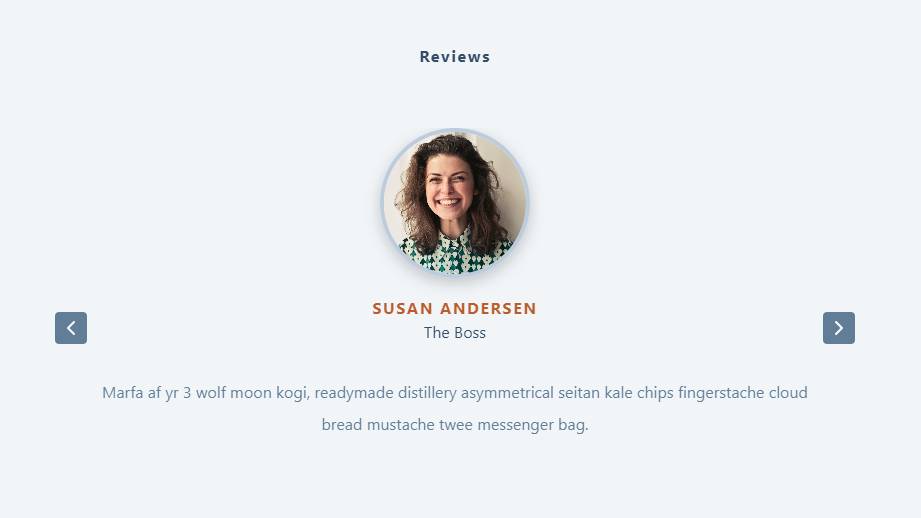 Reviews
SUSAN ANDERSEN
The Boss
Marfa af yr 3 wolf moon kogi, readymade distillery asymmetrical seitan kale chips fingerstache cloud
bread mustache twee messenger bag.